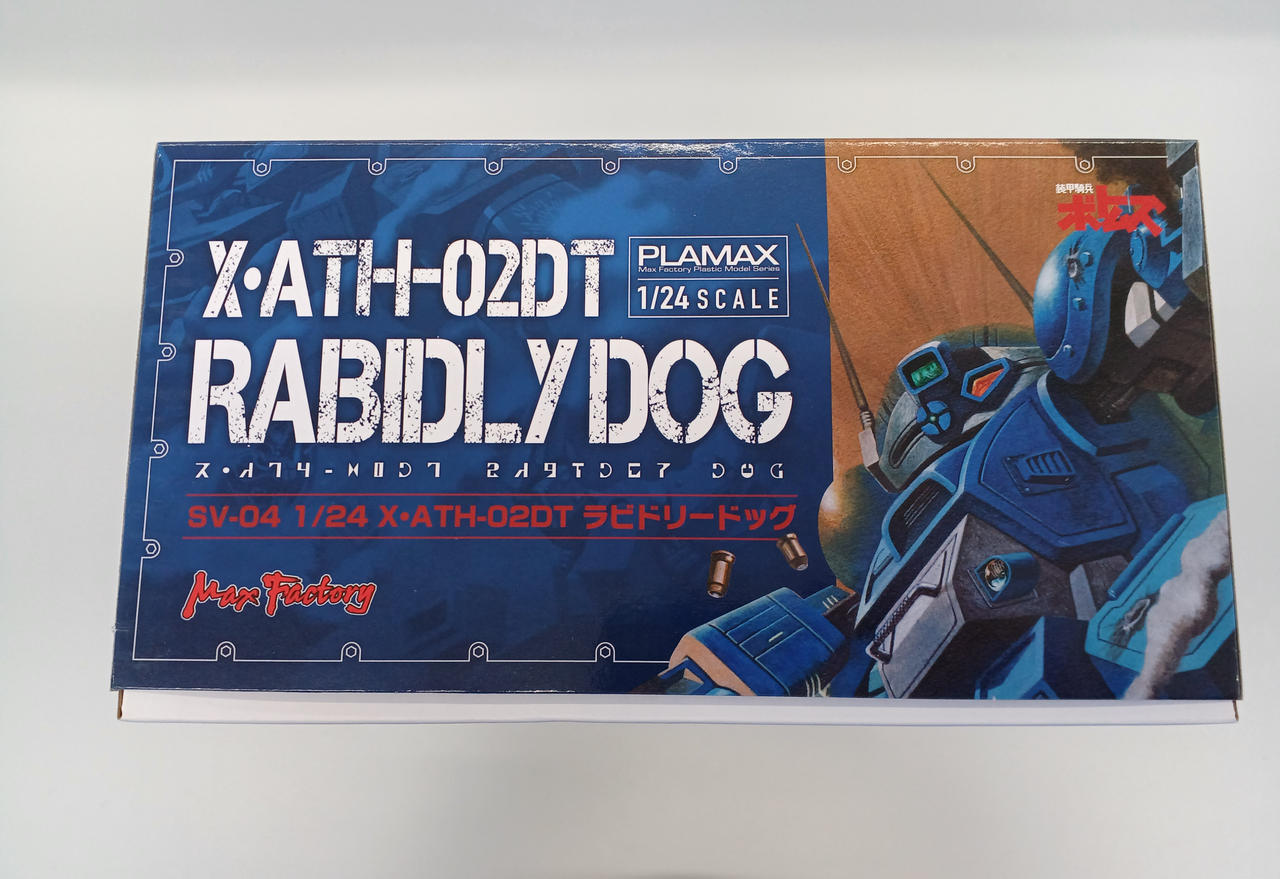 X•ATH-02DT
PLAMAX
Max Factory Plastic Model Series
1/24 SCALE
RABIDLY DOG
SV-04 1/24 X•ATH-02DT ラビドリードッグ
Max Factory
装甲騎兵
ボトムズ